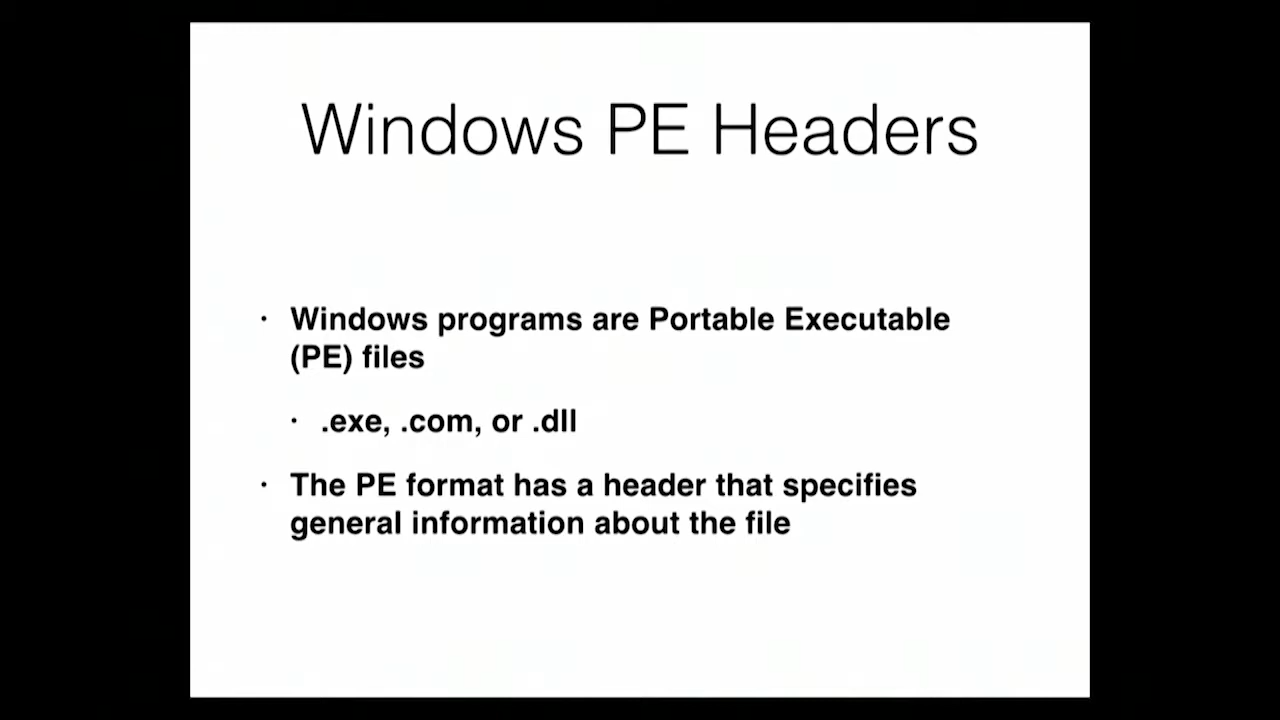 Windows PE Headers
· Windows programs are Portable Executable
(PE) files
· .exe, .com, or .dll
· The PE format has a header that specifies
general information about the file